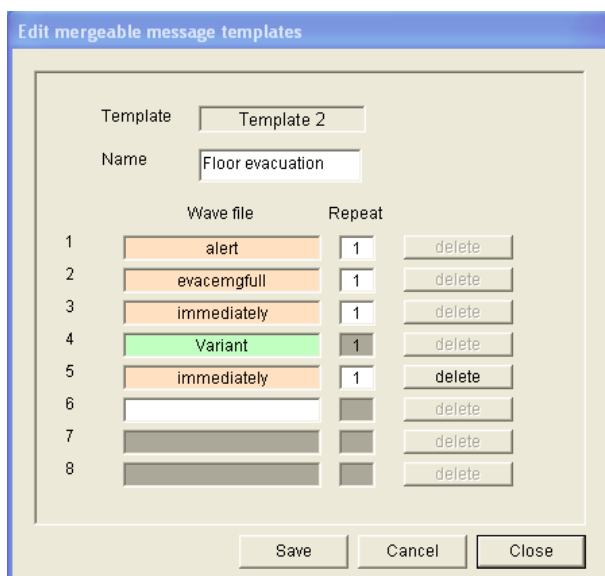 Edit mergeable message templates
Template Template 2
Name Floor evacuation
Wave file Repeat
1 alert 1 delete
2 evacemgfull 1 delete
3 immediately 1 delete
4 Variant 1 delete
5 immediately 1 delete
6 delete
7 delete
8 delete
Save Cancel Close